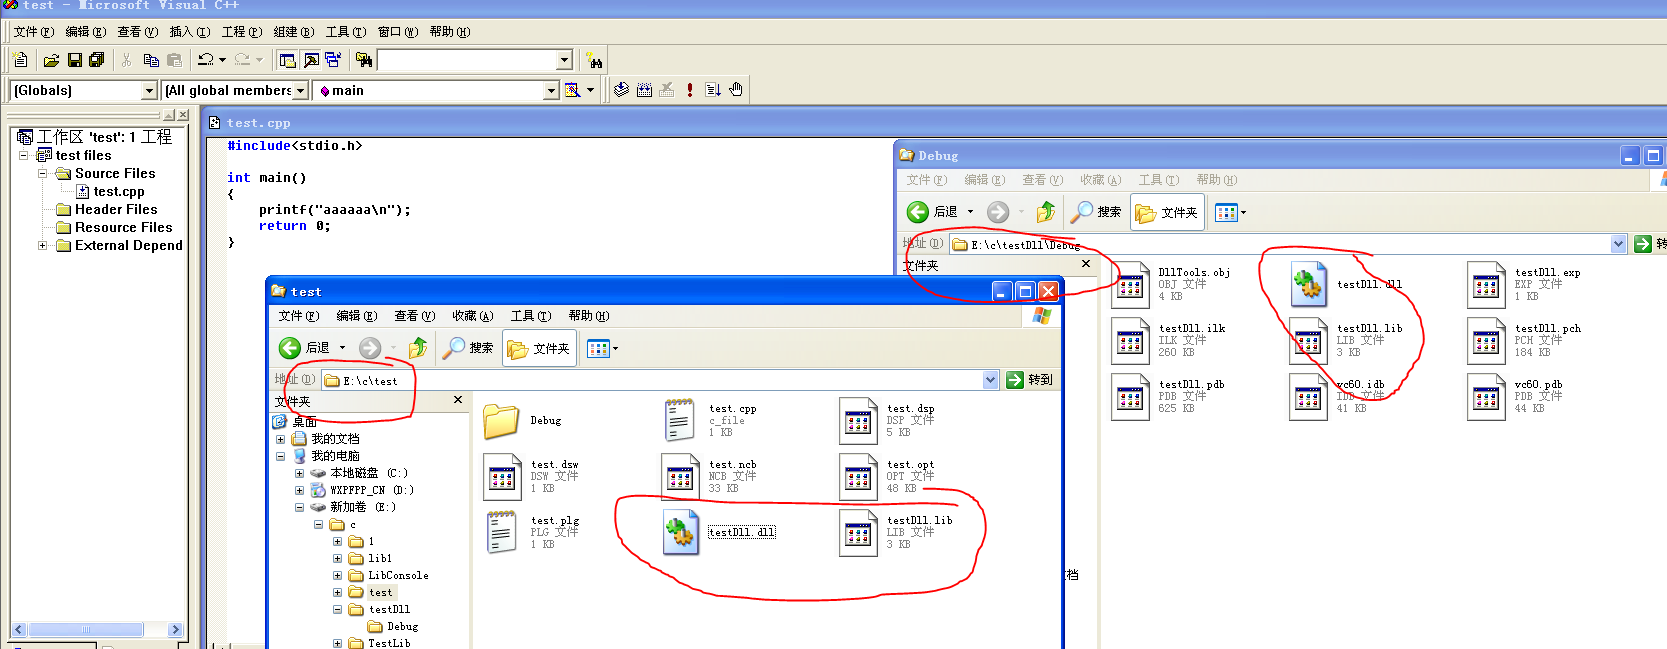 test - Microsoft Visual C++
文件(F) 编辑(E) 查看(V) 插入(I) 工程(P) 组建(B) 工具(T) 窗口(W) 帮助(H)
(Globals) (All global members main
工作区 'test': 1 工程
test files
Source Files
test.cpp
Header Files
Resource Files
External Depend
test.cpp
#include<stdio.h>
int main()
{
printf("aaaaaa\n");
return 0;
}
Debug
文件(F) 编辑(E) 查看(V) 收藏(A) 工具(T) 帮助(H)
后退 搜索 文件夹
地址(D) E:\c\testDll\Debug 转
文件夹
DllTools.obj
OBJ 文件
4 KB
testDll.dll
testDll.exp
EXP 文件
1 KB
testDll.ilk
ILK 文件
260 KB
testDll.lib
LIB 文件
3 KB
testDll.pch
PCH 文件
184 KB
testDll.pdb
PDB 文件
625 KB
vc60.idb
IDB 文件
41 KB
vc60.pdb
PDB 文件
44 KB
test
文件(F) 编辑(E) 查看(V) 收藏(A) 工具(T) 帮助(H)
后退 搜索 文件夹
地址(D) E:\c\test 转到
文件夹
桌面
我的文档
我的电脑
本地磁盘 (C:)
WXPFPP_CN (D:)
新加卷 (E:)
c
1
lib1
LibConsole
test
testDll
Debug
TestLib
Debug
test.cpp
c_file
1 KB
test.dsp
DSP 文件
5 KB
test.dsw
DSW 文件
1 KB
test.ncb
NCB 文件
33 KB
test.opt
OPT 文件
48 KB
test.plg
PLG 文件
1 KB
testDll.dll
testDll.lib
LIB 文件
3 KB
文档